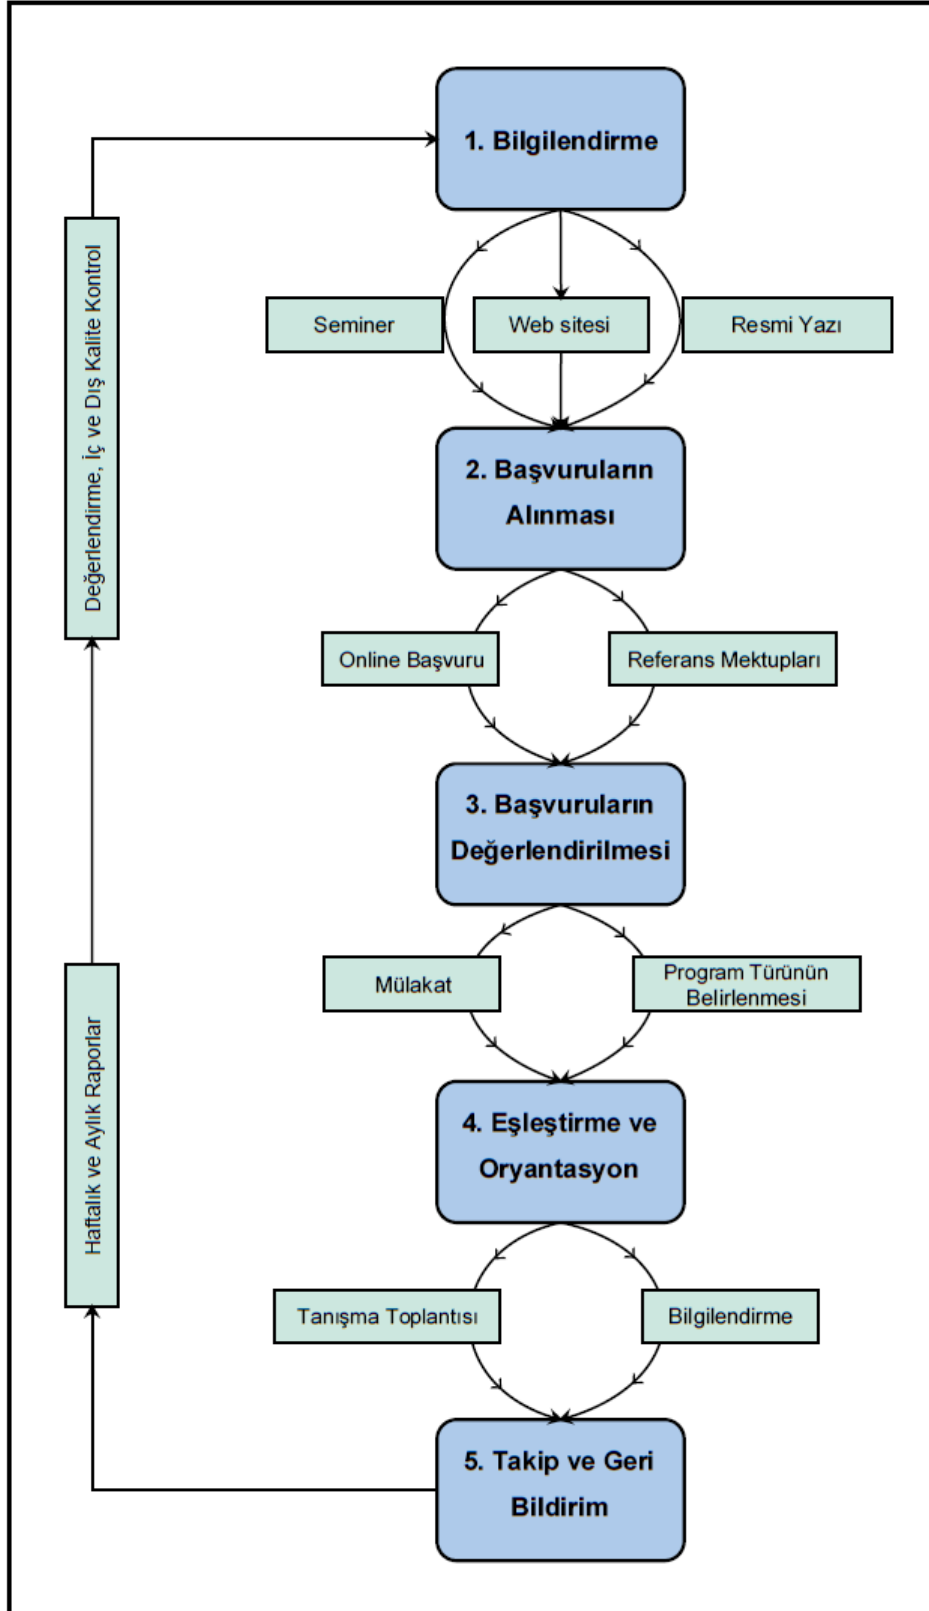 1. Bilgilendirme
Seminer
Web sitesi
Resmi Yazı
2. Başvuruların
Alınması
Online Başvuru
Referans Mektupları
3. Başvuruların
Değerlendirilmesi
Mülakat
Program Türünün
Belirlenmesi
4. Eşleştirme ve
Oryantasyon
Tanışma Toplantısı
Bilgilendirme
5. Takip ve Geri
Bildirim
Haftalık ve Aylık Raporlar
Değerlendirme, İç ve Dış Kalite Kontrol